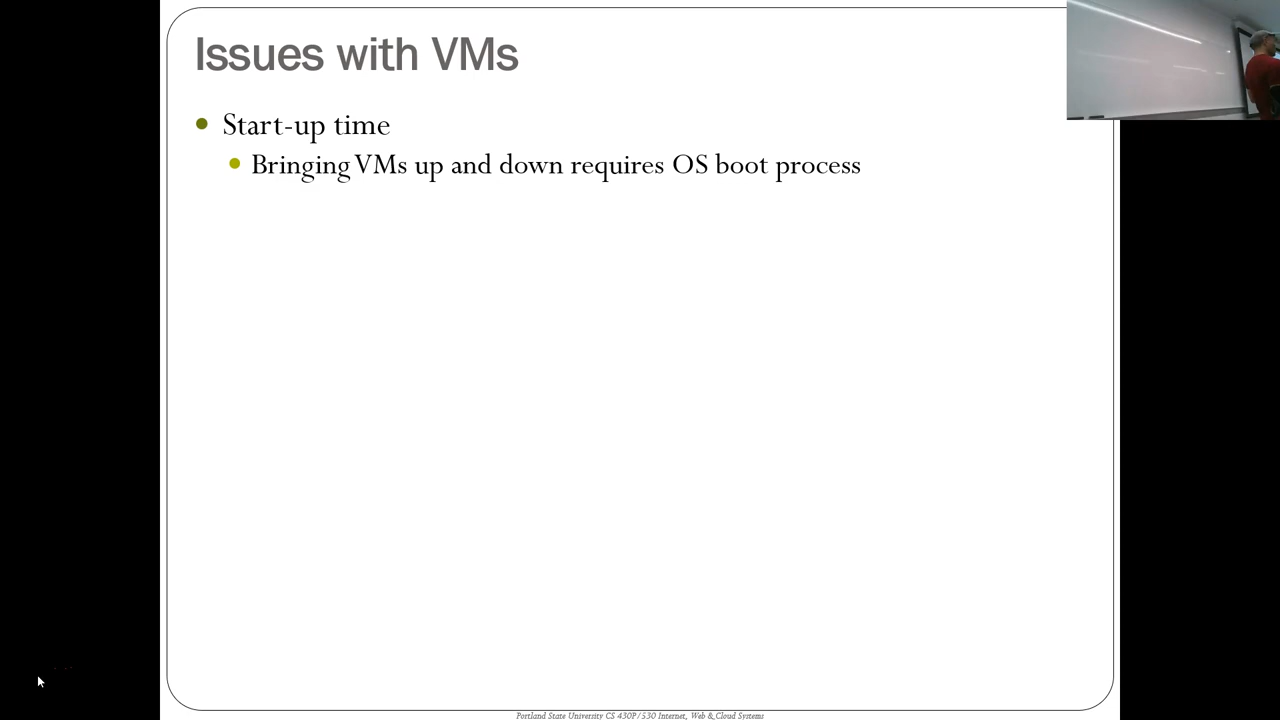 Issues with VMs
Start-up time
Bringing VMs up and down requires OS boot process
Portland State University CS 430P/530 Internet, Web & Cloud Systems